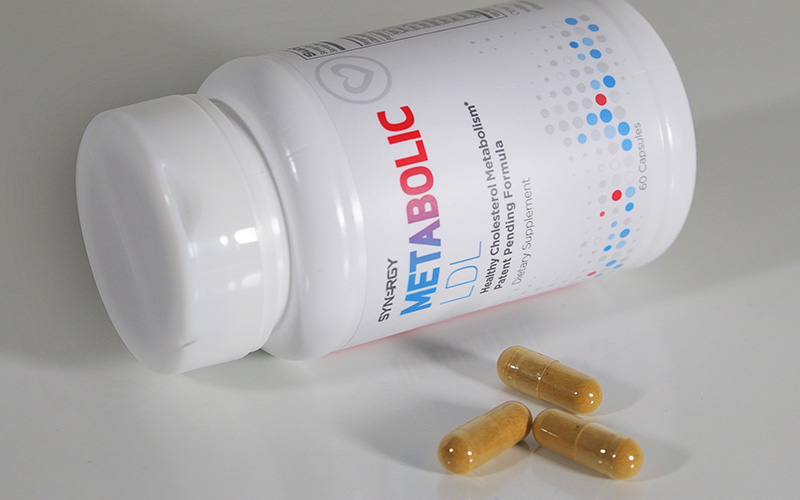 SYNERGY
METABOLIC
LDL
Healthy Cholesterol Metabolism*
Patent Pending Formula
Dietary Supplement
60 Capsules